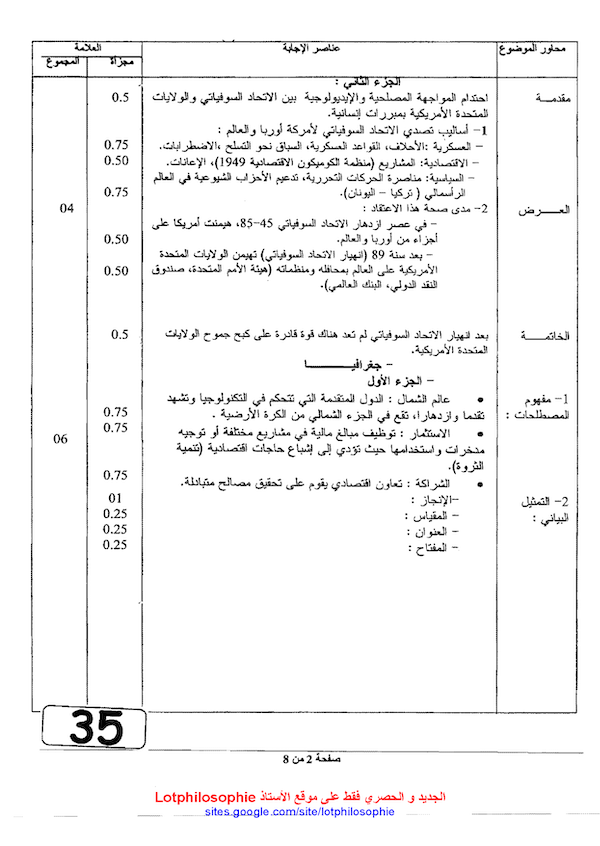 محاور الموضوع
عناصر الإجابة
العلامة
مجزأة
المجموع
الجزء الثاني :
مقدمـــة
احتدام المواجهة المصلحية والإيديولوجية بين الاتحاد السوفياتي والولايات
0.5
المتحدة الأمريكية بمبررات إنسانية.
1- أساليب تصدي الاتحاد السوفياتي لأمركة أوربا والعالم :
– العسكرية :الأحلاف، القواعد العسكرية، السباق نحو التسلح ،الاضطرابات.
0.75
– الاقتصادية: المشاريع (منظمة الكوميكون الاقتصادية 1949)، الإعانات.
0.50
– السياسية: مناصرة الحركات التحررية، تدعيم الأحزاب الشيوعية في العالم
الرأسمالي ( تركيا – اليونان).
0.75
العـــرض
2- مدى صحة هذا الاعتقاد :
04
– في عصر ازدهار الاتحاد السوفياتي 45–85، هيمنت أمريكا على
أجزاء من أوربا والعالم.
0.50
– بعد سنة 89 (انهيار الاتحاد السوفياتي) تهيمن الولايات المتحدة
الأمريكية على العالم بمحافله ومنظماته (هيئة الأمم المتحدة، صندوق
0.50
النقد الدولي، البنك العالمي).
الخاتمـة
بعد انهيار الاتحاد السوفياتي لم تعد هناك قوة قادرة على كبح جموح الولايات
0.5
المتحدة الأمريكية.
– جغرافيـــــــــا
– الجزء الأول
1- مفهوم
• عالم الشمال : الدول المتقدمة التي تتحكم في التكنولوجيا وتشهد
المصطلحات :
تقدما وازدهارا، تقع في الجزء الشمالي من الكرة الأرضية .
0.75
• الاستثمار : توظيف مبالغ مالية في مشاريع مختلفة أو توجيه
0.75
06
مدخرات واستخدامها حيث تؤدي إلى إشباع حاجات اقتصادية (تنمية
الثروة).
• الشراكة : تعاون اقتصادي يقوم على تحقيق مصالح متبادلة.
0.75
2- التمثيل
–الإنجاز :
01
البياني :
– المقياس :
0.25
– العنوان :
0.25
– المفتاح :
0.25
35
صفحة 2 من 8
الجديد و الحصري فقط على موقع الأستاذ Lotphilosophie
sites.google.com/site/lotphilosophie